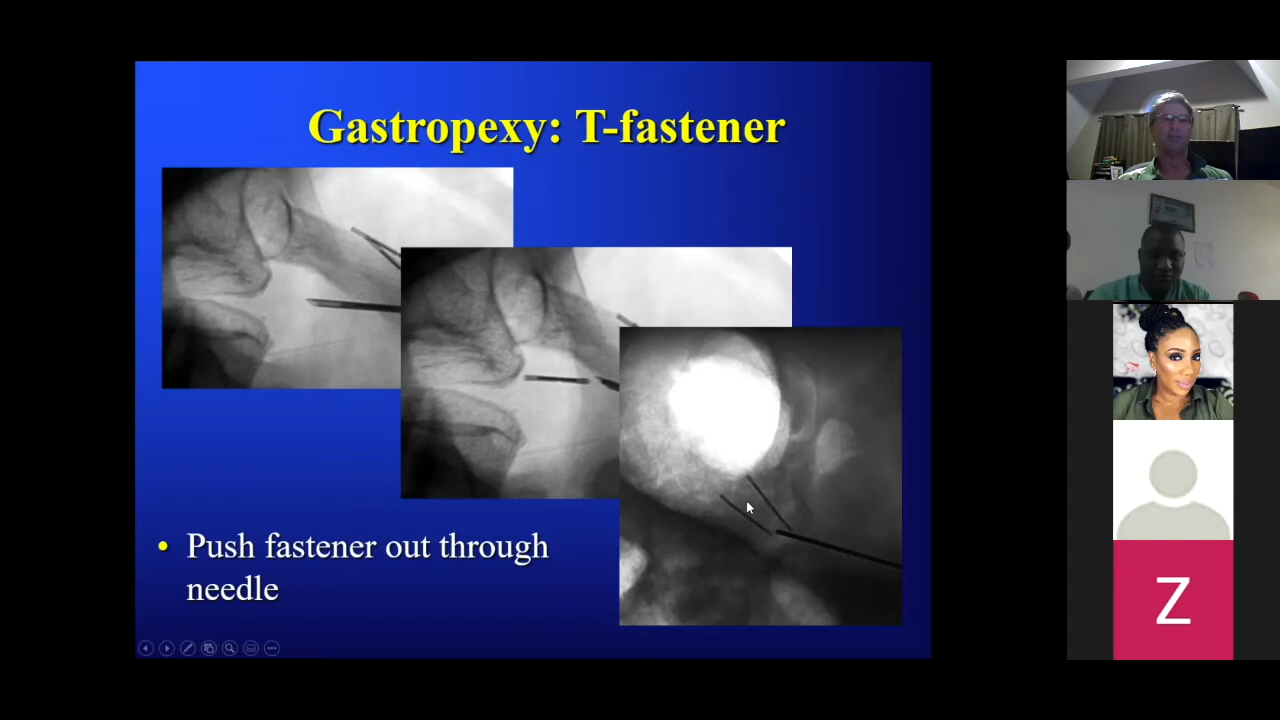 Gastropexy: T-fastener
• Push fastener out through
needle
Z